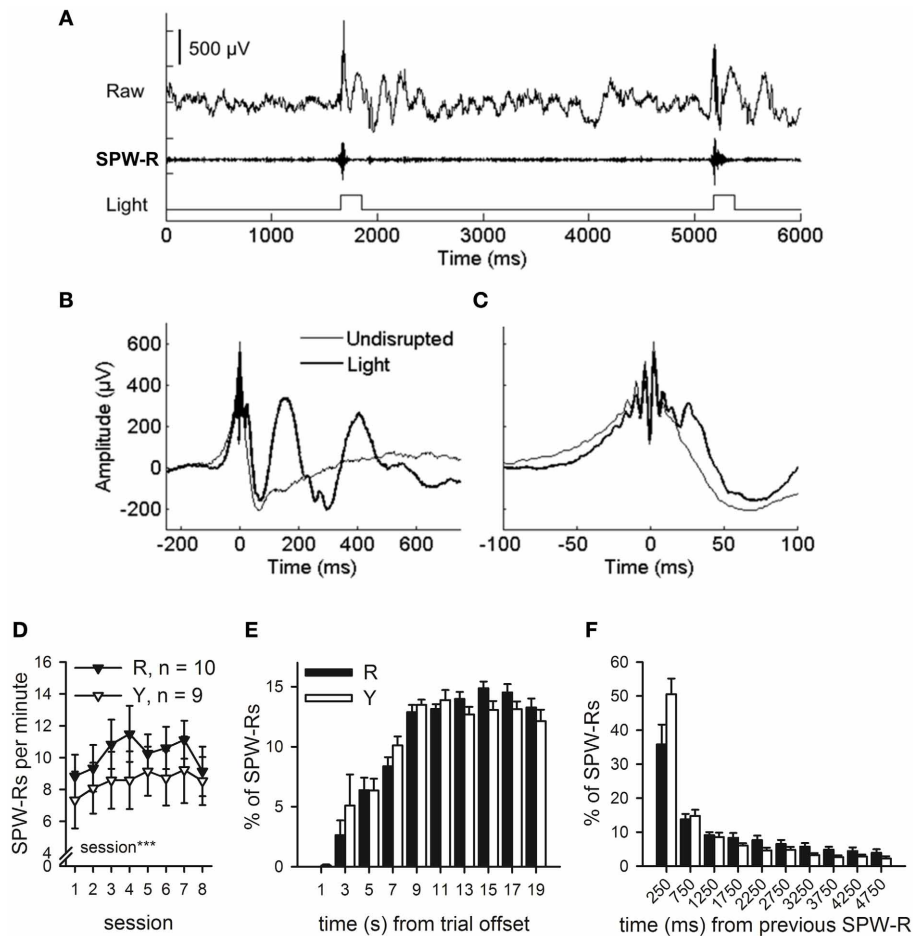 A
500 µV
Raw
SPW-R
Light
0 1000 2000 3000 4000 5000 6000
Time (ms)
B
C
Undisrupted
Light
Amplitude (µV)
600
400
200
0
-200
-200 0 200 400 600
Time (ms)
-100 -50 0 50 100
Time (ms)
D
E
F
R, n = 10
Y, n = 9
SPW-Rs per minute
16
14
12
10
8
6
4
0
session***
1 2 3 4 5 6 7 8
session
R
Y
% of SPW-Rs
15
10
5
0
1 3 5 7 9 11 13 15 17 19
time (s) from trial offset
% of SPW-Rs
60
50
40
30
20
10
0
250 750 1250 1750 2250 2750 3250 3750 4250 4750
time (ms) from previous SPW-R